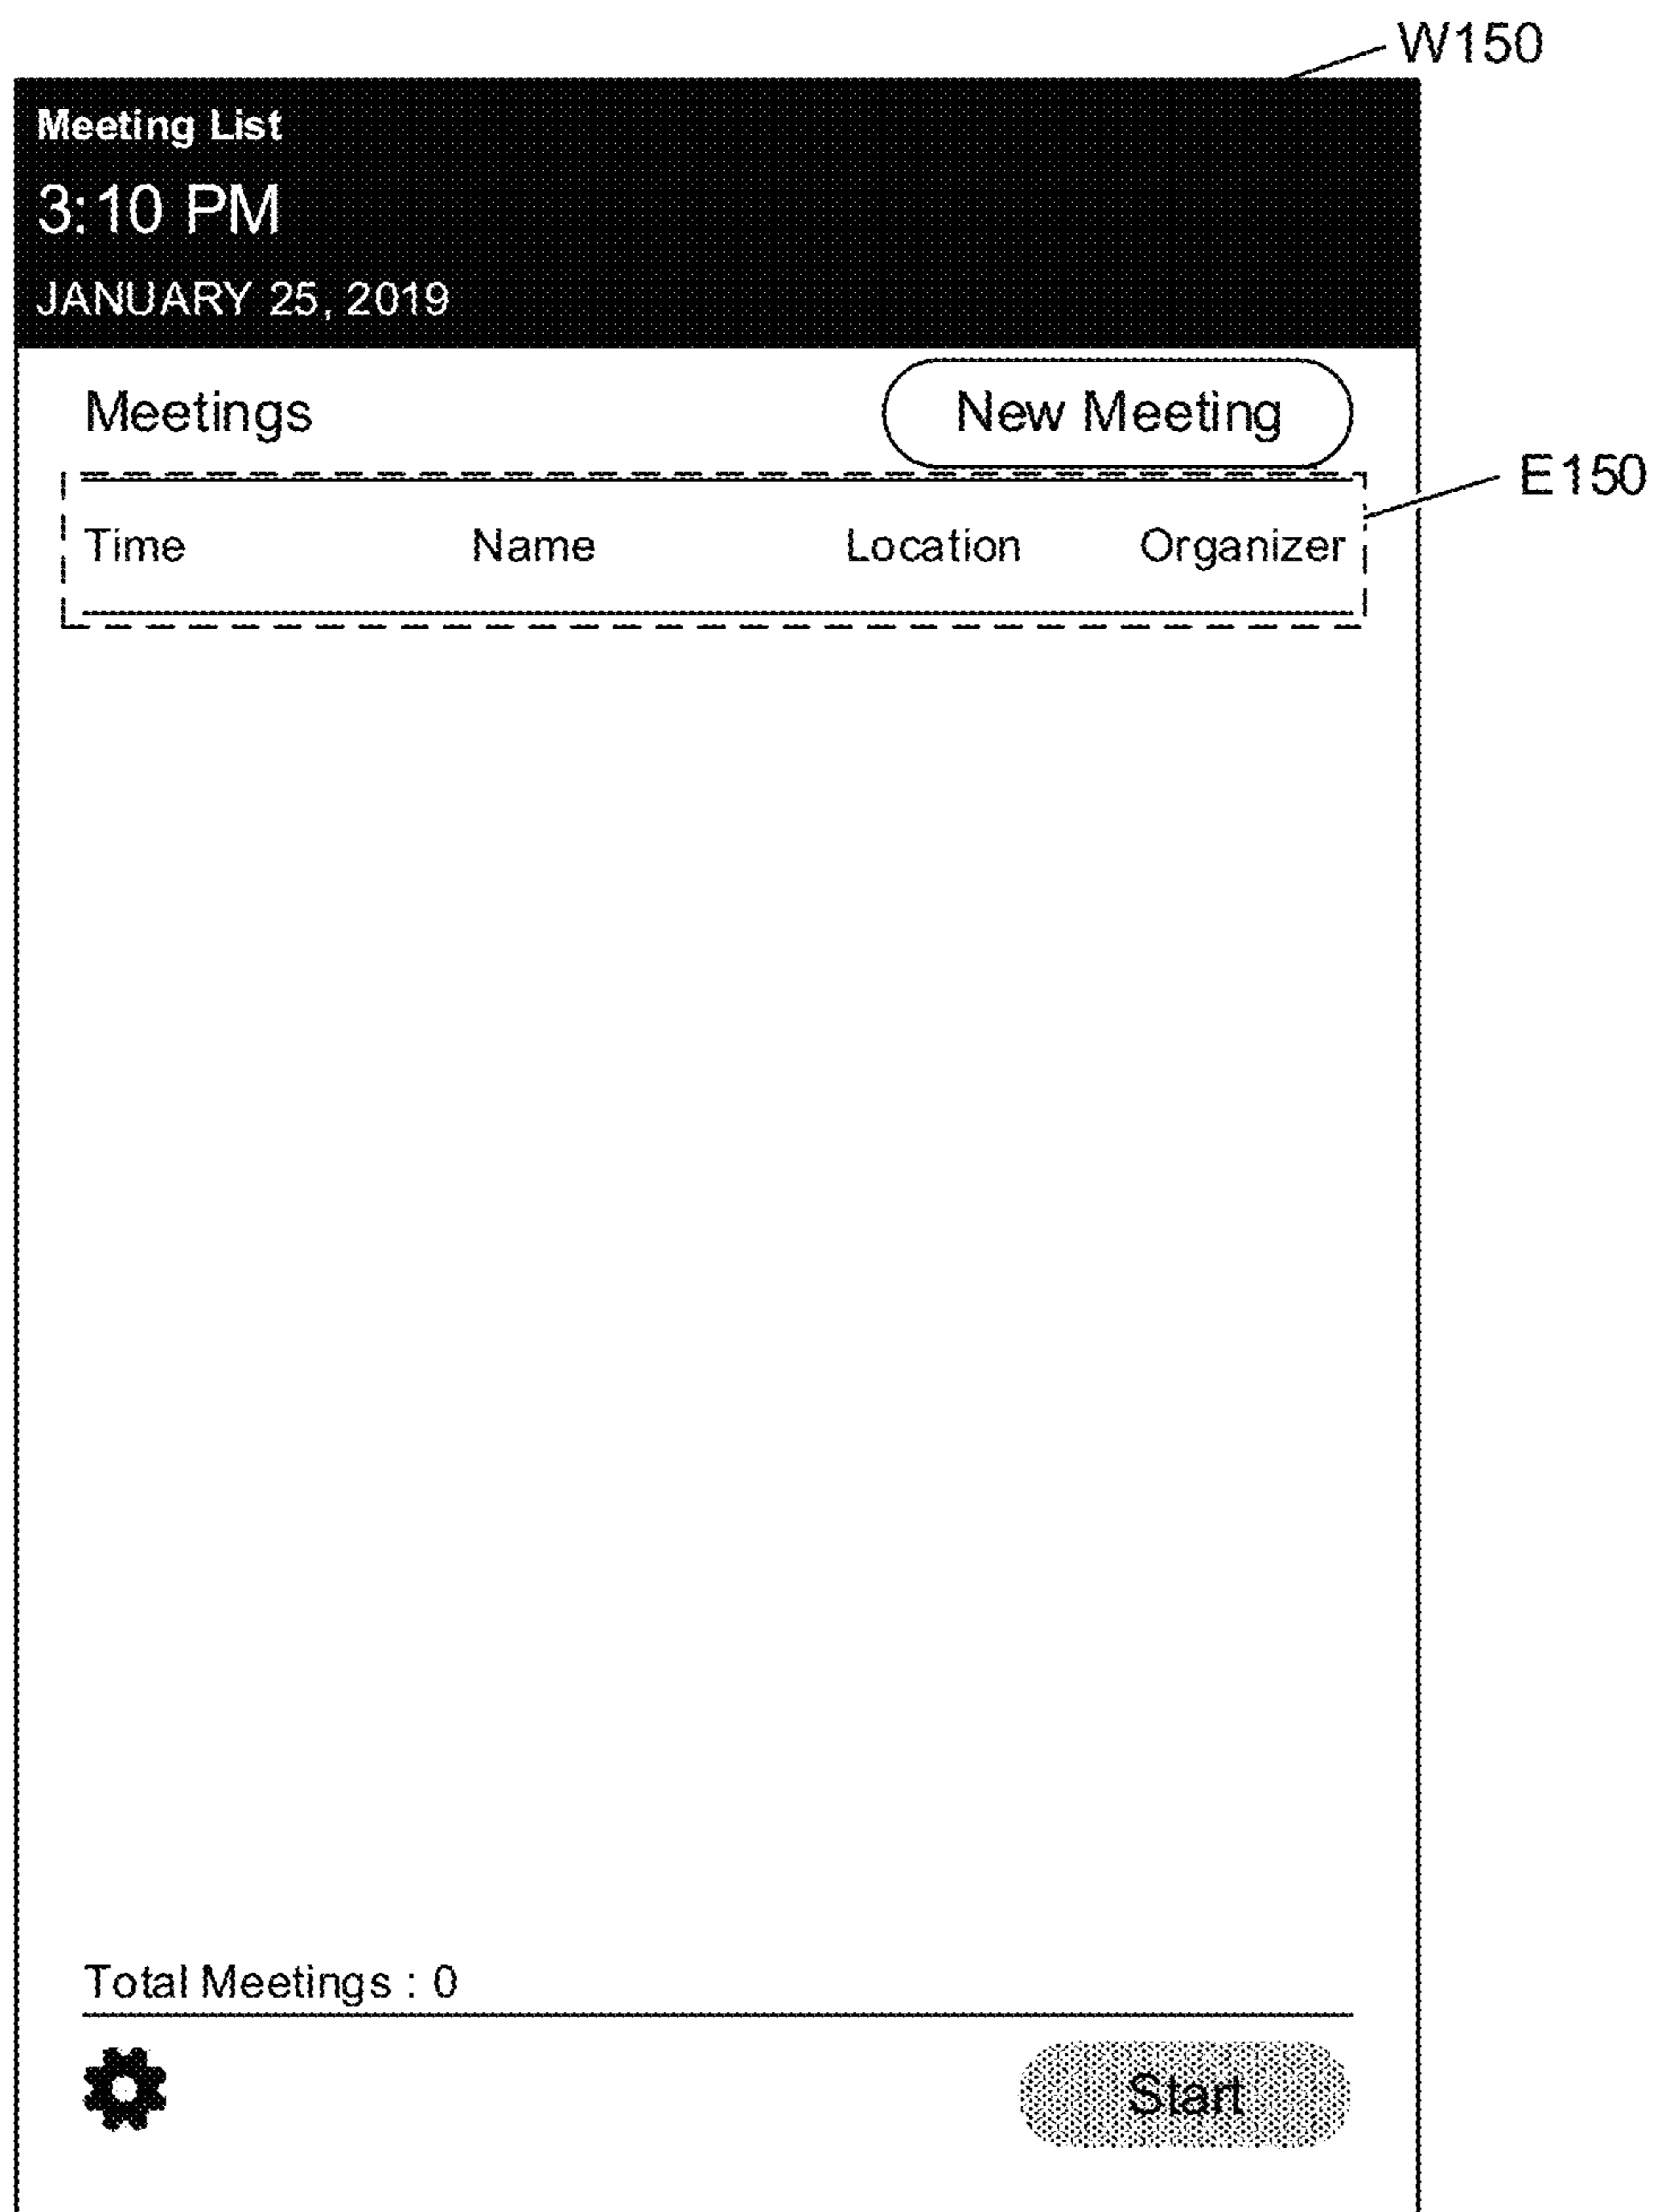 W150
Meeting List
3:10 PM
JANUARY 25, 2019
Meetings
New Meeting
E150
Time Name Location Organizer
Total Meetings : 0
Start